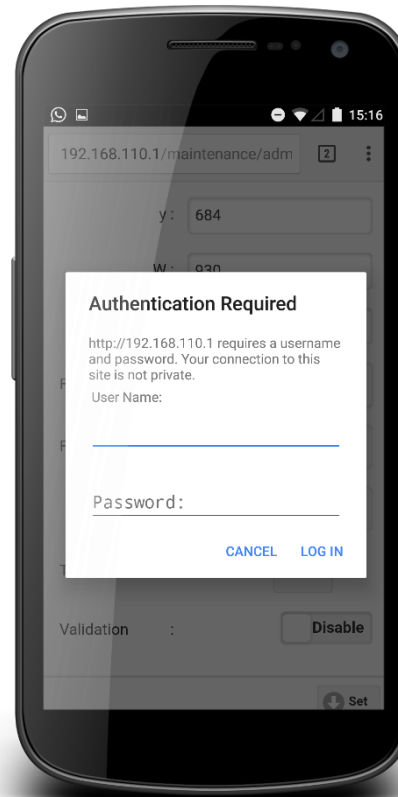 15:16
192.168.110.1/maintenance/adm
2
y :
684
W :
930
Authentication Required
http://192.168.110.1 requires a username
and password. Your connection to this
site is not private.
User Name:
Password:
CANCEL LOG IN
F
F
T
Validation : Disable
Set